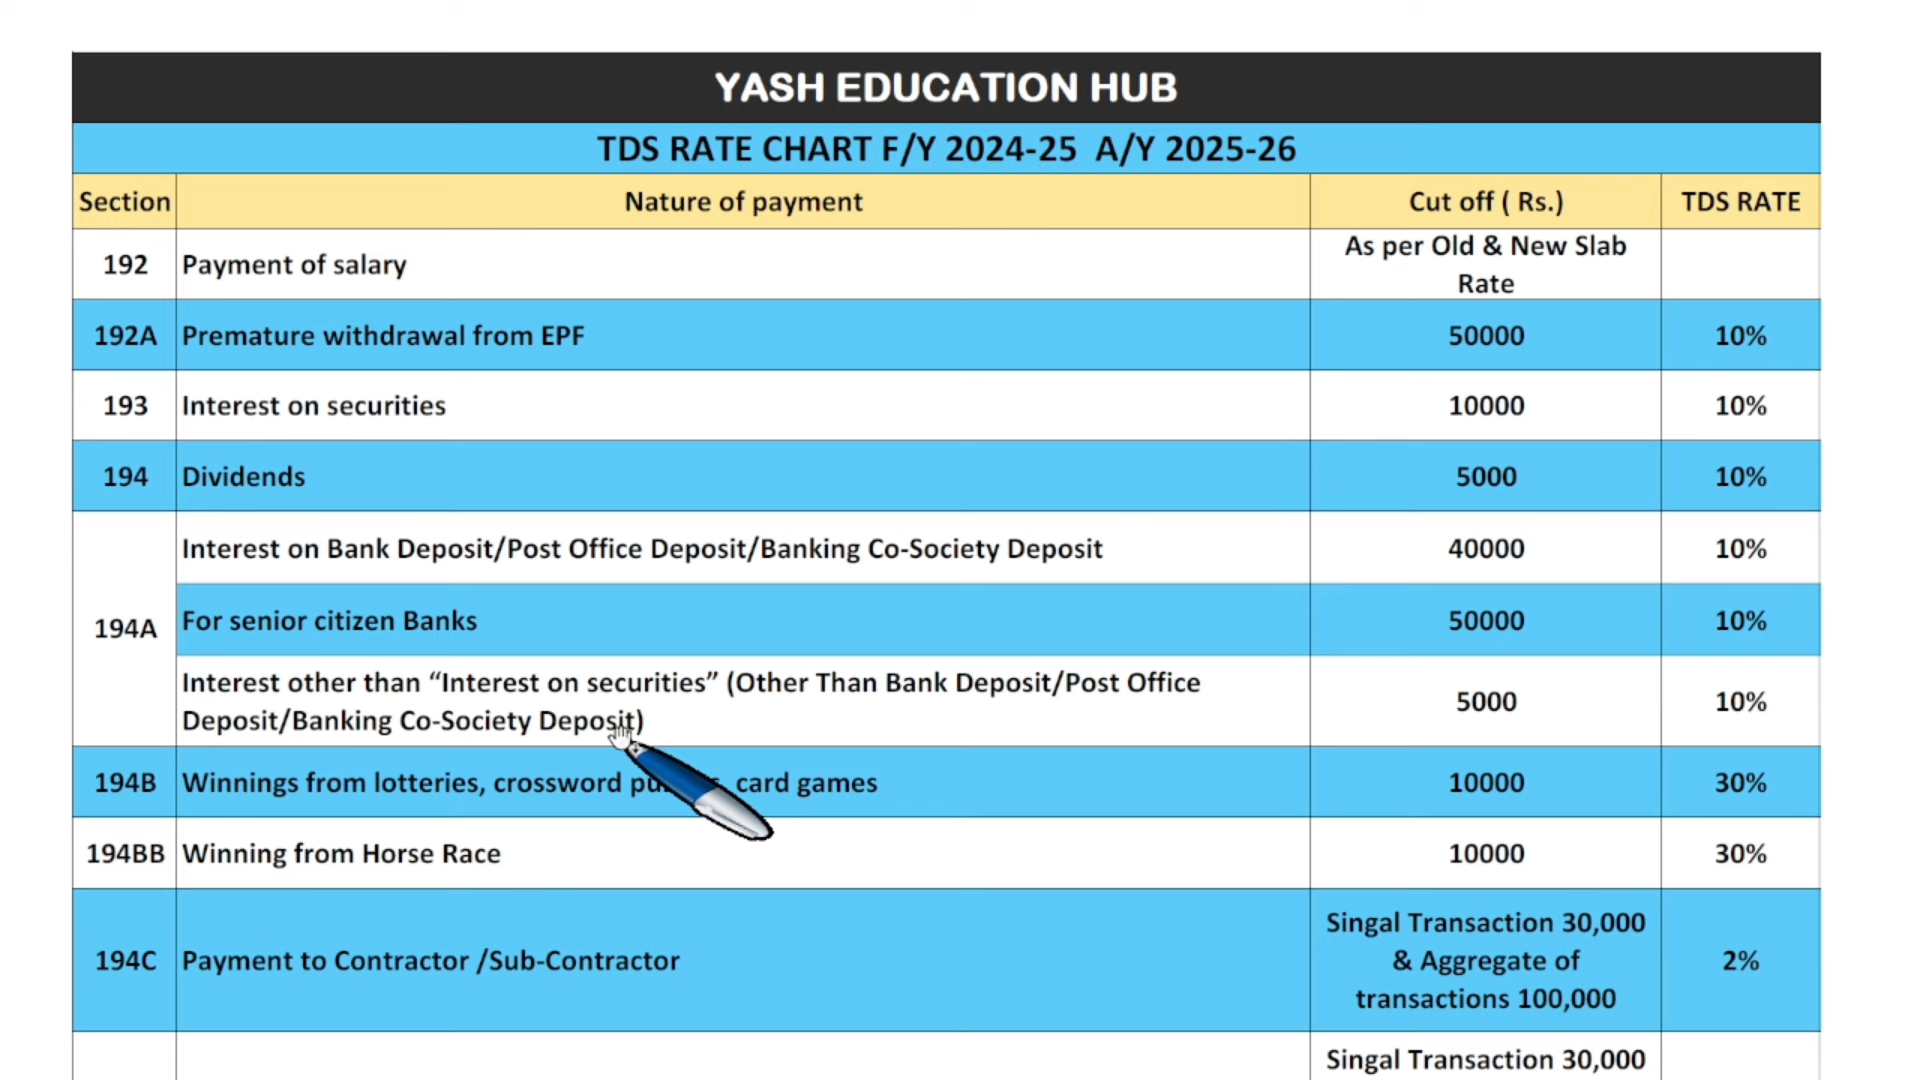 YASH EDUCATION HUB
TDS RATE CHART F/Y 2024-25 A/Y 2025-26
Section Nature of payment Cut off ( Rs.) TDS RATE
192 Payment of salary As per Old & New Slab
Rate
192A Premature withdrawal from EPF 50000 10%
193 Interest on securities 10000 10%
194 Dividends 5000 10%
194A
Interest on Bank Deposit/Post Office Deposit/Banking Co-Society Deposit 40000 10%
For senior citizen Banks 50000 10%
Interest other than “Interest on securities” (Other Than Bank Deposit/Post Office
Deposit/Banking Co-Society Deposit) 5000 10%
194B Winnings from lotteries, crossword card games 10000 30%
194BB Winning from Horse Race 10000 30%
194C Payment to Contractor /Sub-Contractor Singal Transaction 30,000
& Aggregate of
transactions 100,000 2%
Singal Transaction 30,000